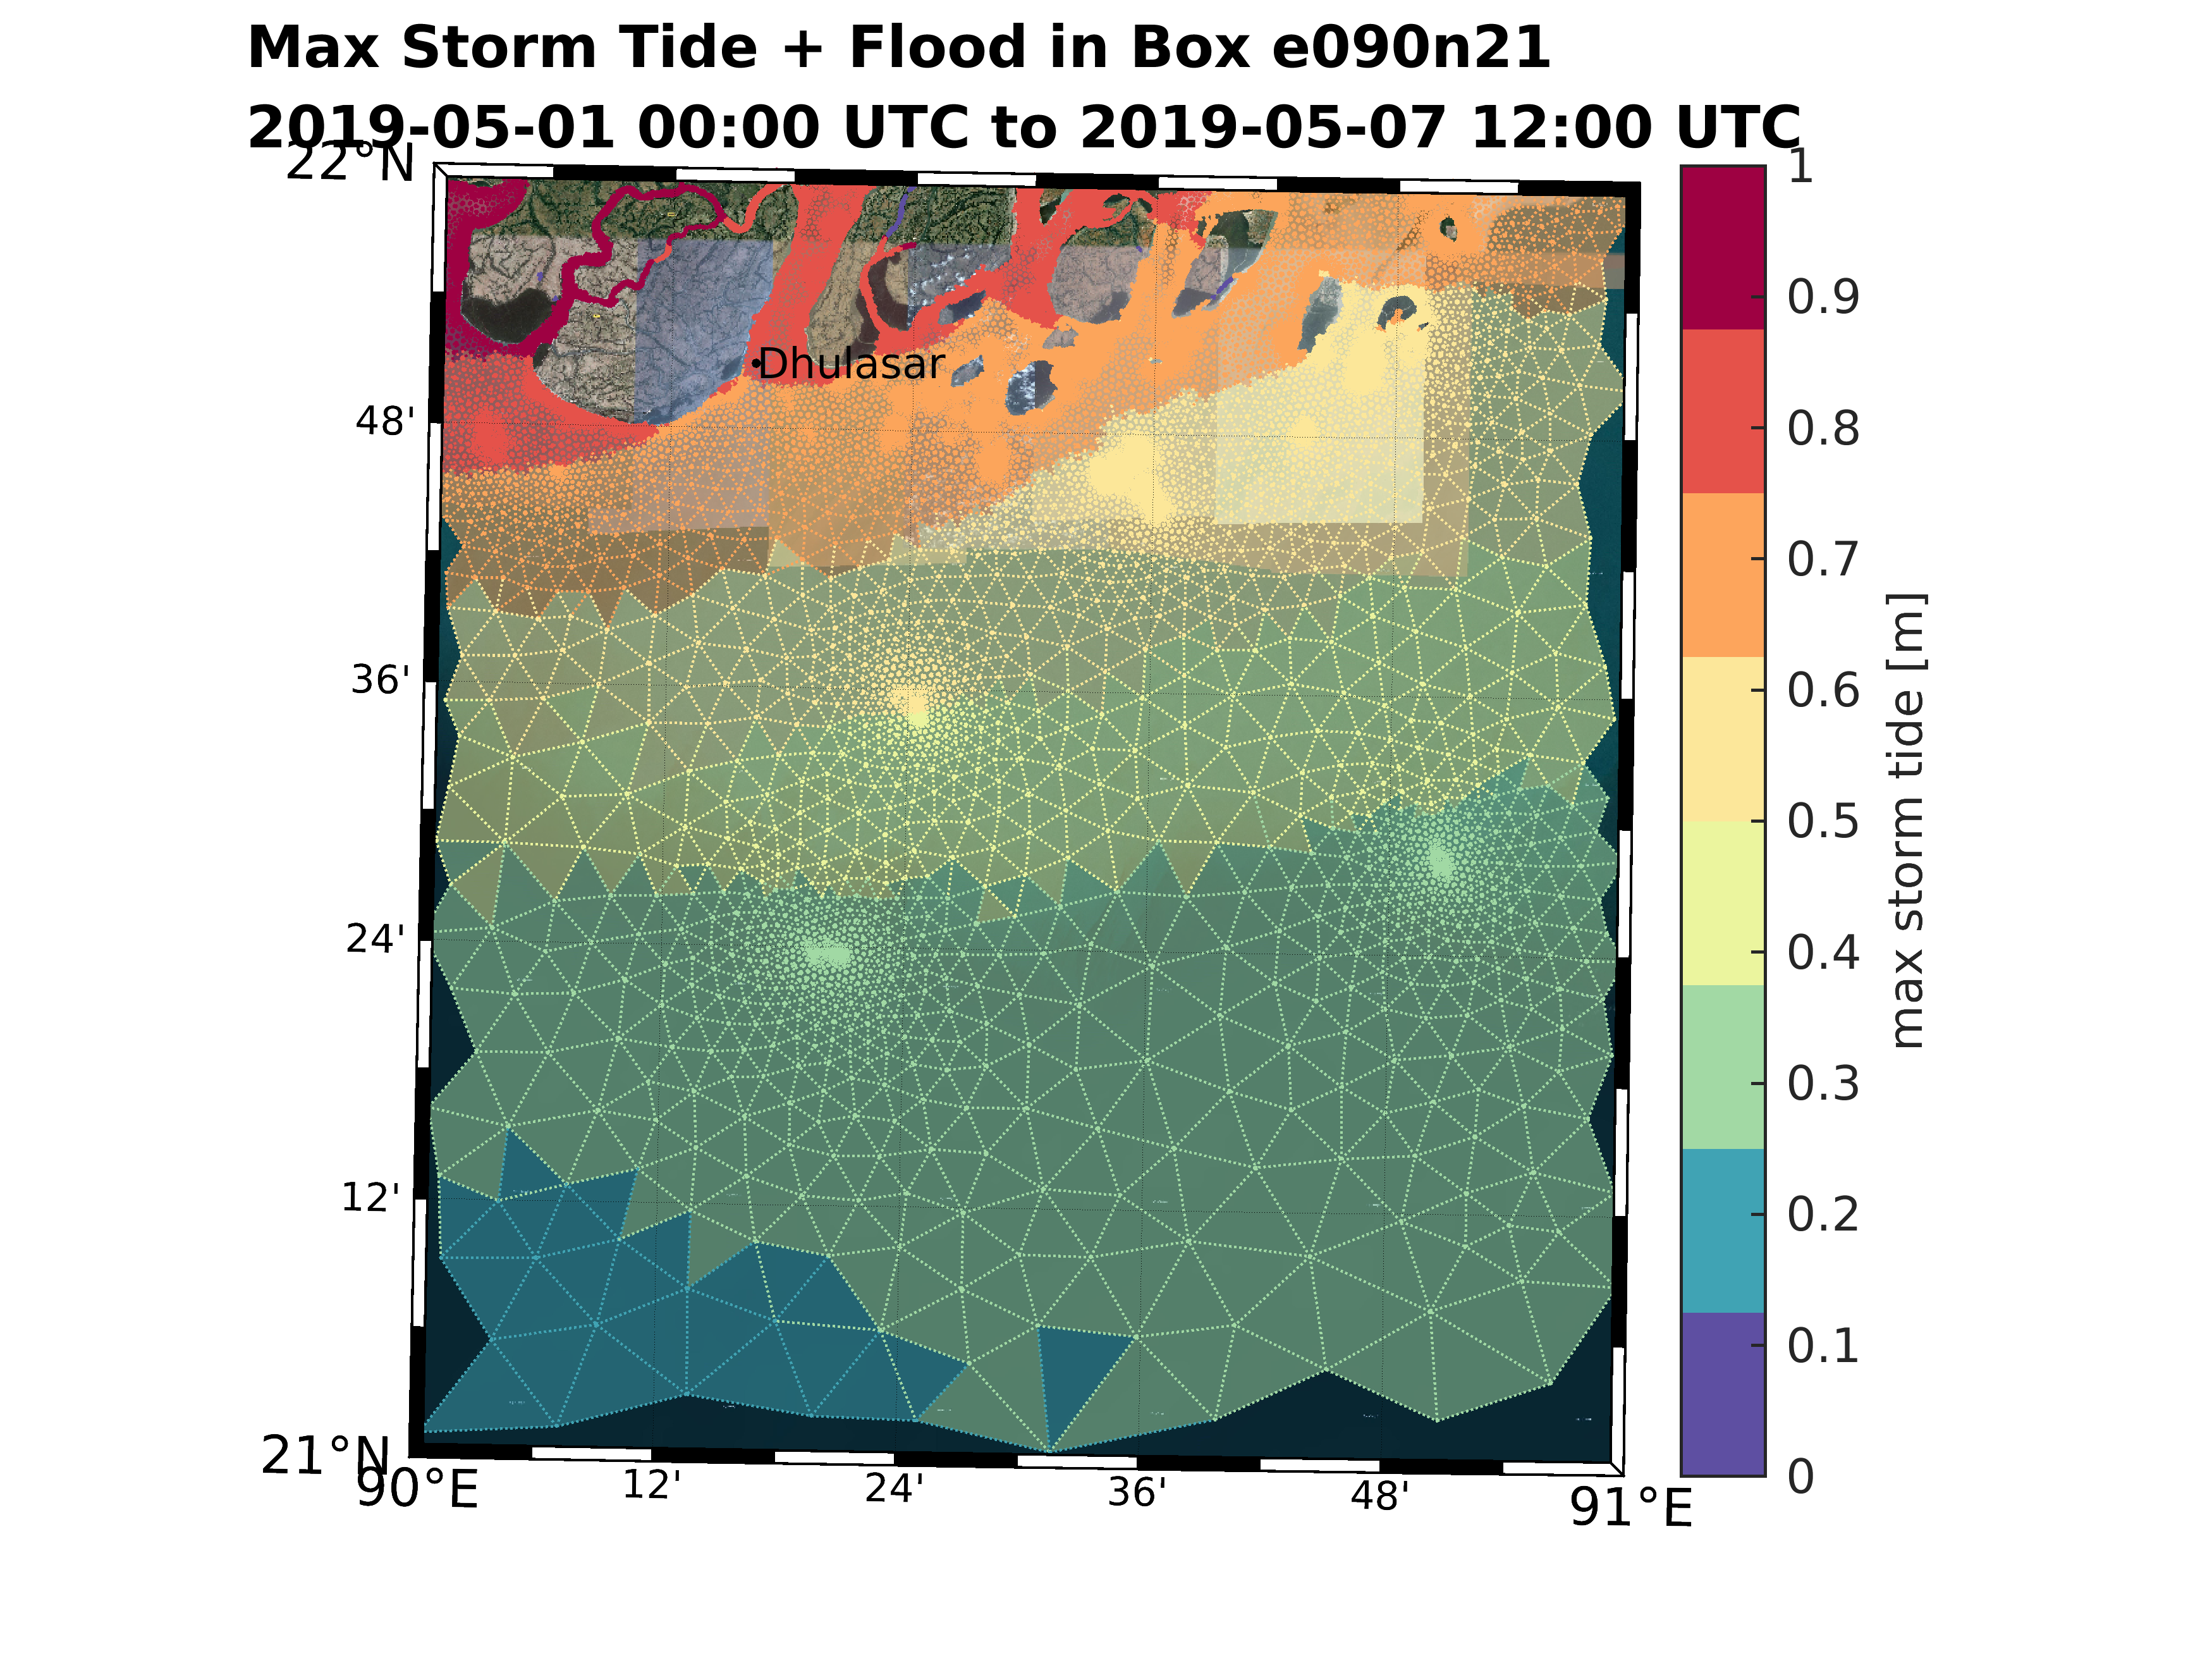 Max Storm Tide + Flood in Box e090n21
2019-05-01 00:00 UTC to 2019-05-07 12:00 UTC
22°N
48'
36'
24'
12'
21°N
90°E
12'
24'
36'
48'
91°E
Dhulasar
1
0.9
0.8
0.7
0.6
0.5
0.4
0.3
0.2
0.1
0
max storm tide [m]